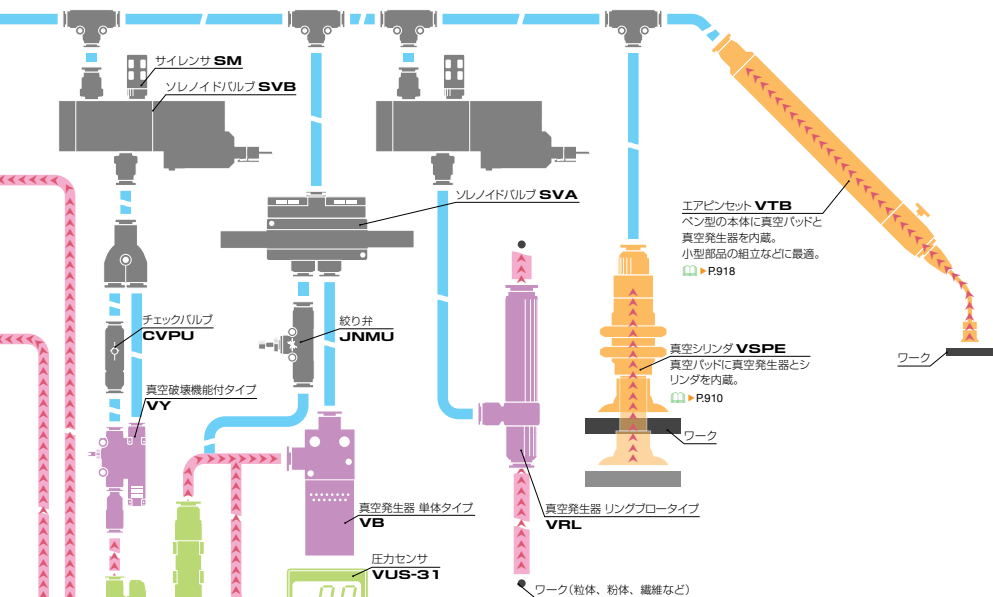 サイレンサ SM
ソレノイドバルブ SVB
ソレノイドバルブ SVA
エアピンセット VTB
ペン型の本体に真空パッドと
真空発生器を内蔵。
小型部品の組立などに最適。
▶P.918
チェックバルブ
CVPU
絞り弁
JNMU
真空シリンダ VSPE
真空パッドに真空発生器とシ
リンダを内蔵。
▶P.910
ワーク
ワーク
真空破壊機能付タイプ
VY
真空発生器 単体タイプ
VB
真空発生器 リングブロータイプ
VRL
圧力センサ
VUS-31
ワーク(粒体、粉体、繊維など)